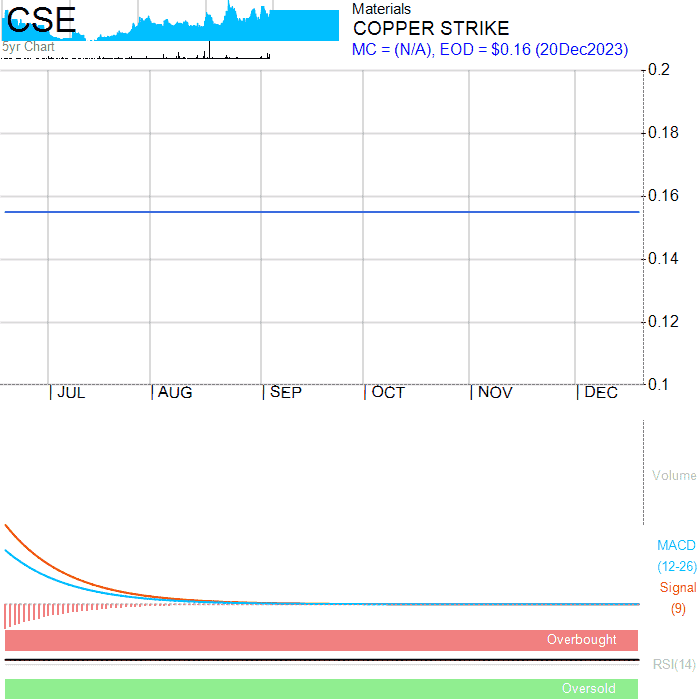 CSE
5yr Chart
Materials
COPPER STRIKE
MC = (N/A), EOD = $0.16 (20Dec2023)
0.2
0.18
0.16
0.14
0.12
0.1
JUL
AUG
SEP
OCT
NOV
DEC
Volume
MACD
(12-26)
Signal
(9)
Overbought
RSI(14)
Oversold